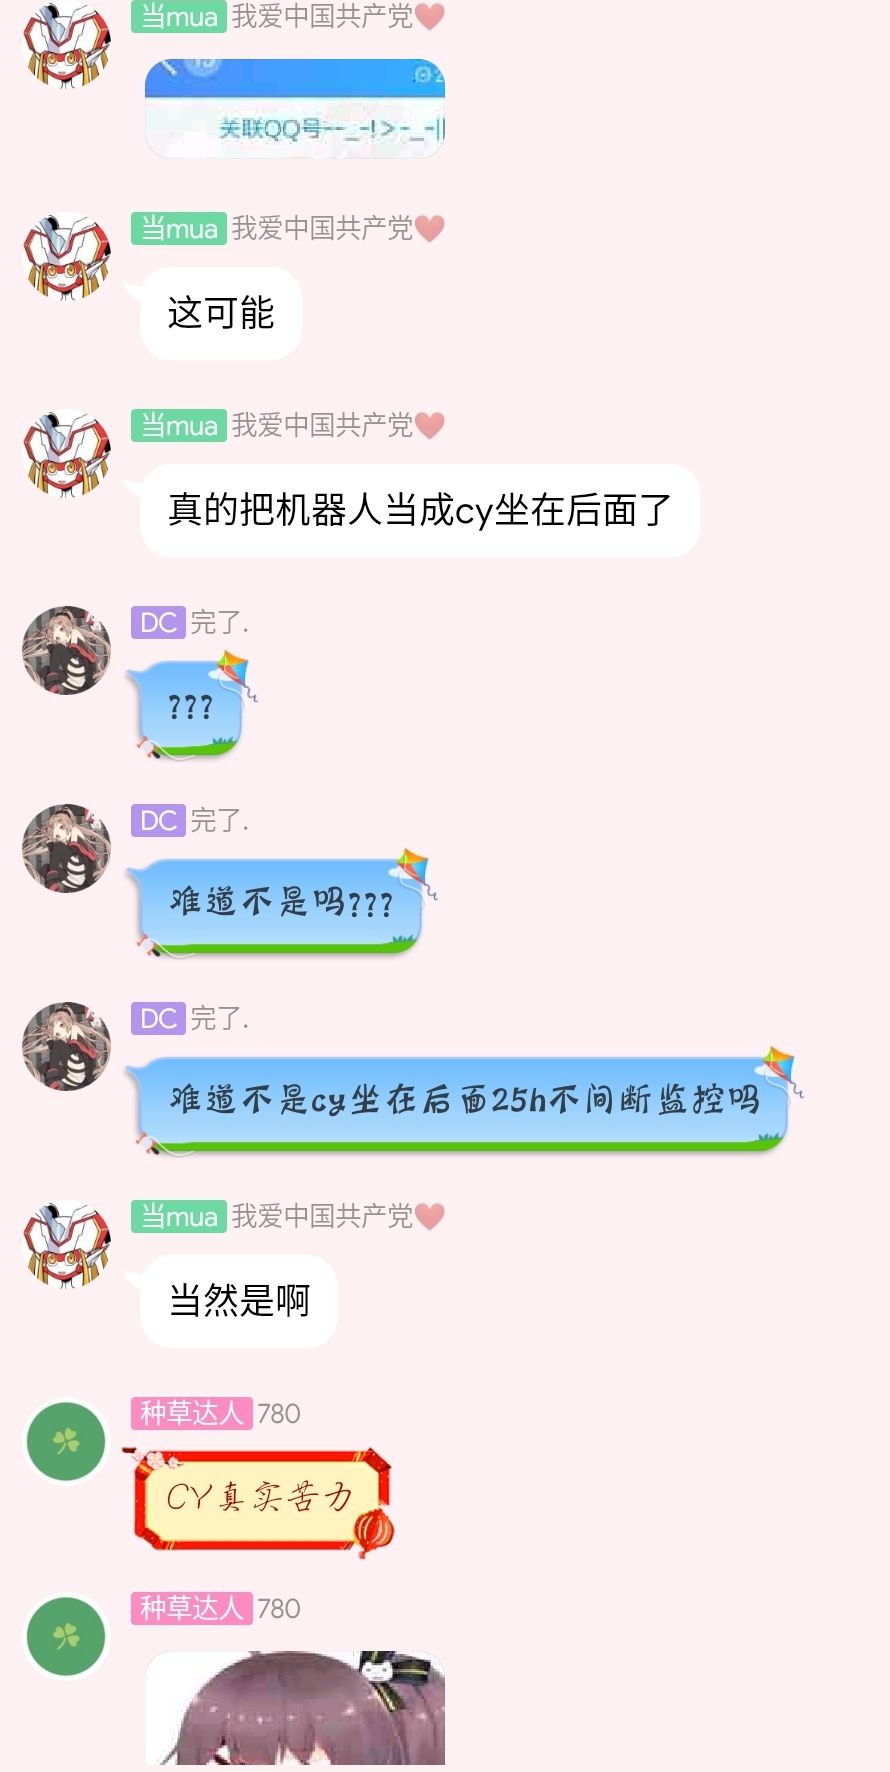 当mua 我爱中国共产党
关联QQ号--_-!>-_-||
当mua 我爱中国共产党
这可能
当mua 我爱中国共产党
真的把机器人当成cy坐在后面了
DC 完了.
???
DC 完了.
难道不是吗???
DC 完了.
难道不是cy坐在后面25h不间断监控吗
当mua 我爱中国共产党
当然是啊
种草达人 780
CY真实苦力
种草达人 780